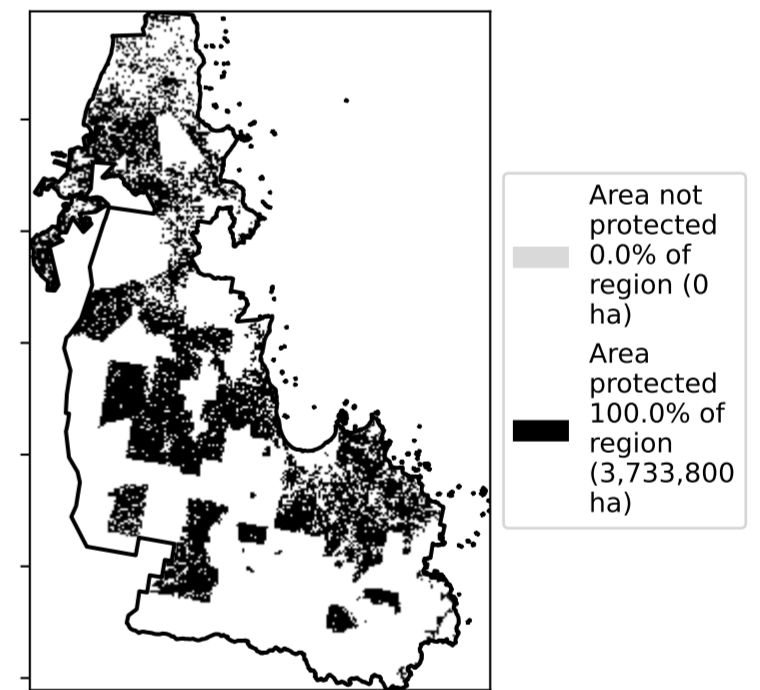 Area not
protected
0.0% of
region (0
ha)
Area
protected
100.0% of
region
(3,733,800
ha)